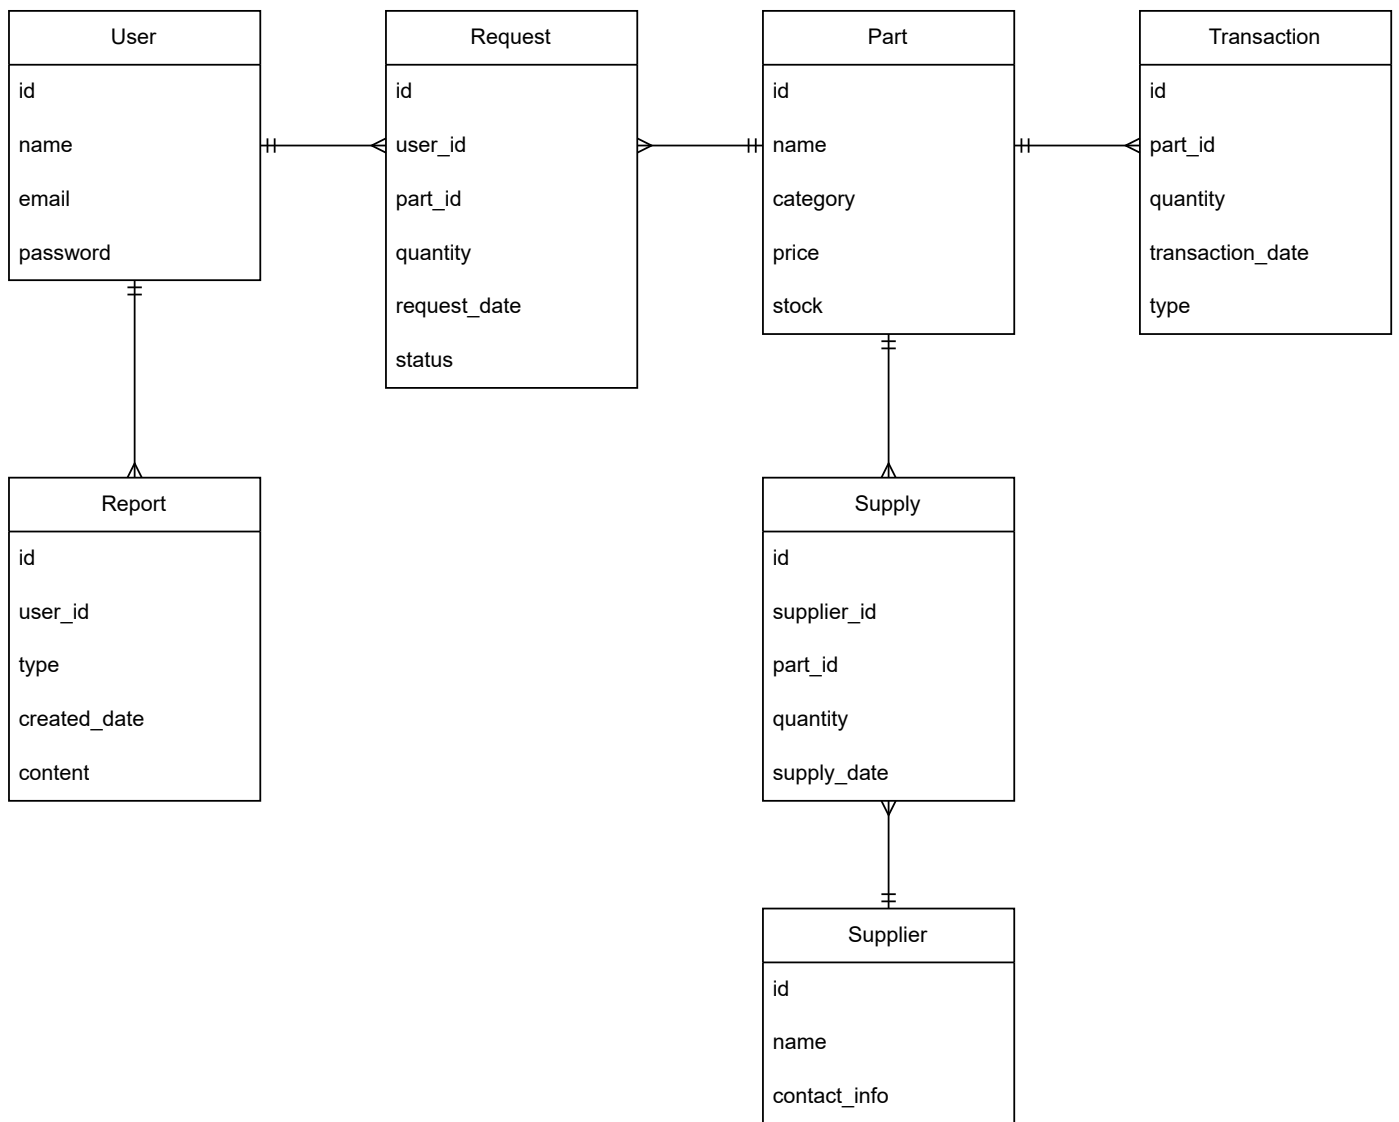 User
id
name
email
password
Request
id
user_id
part_id
quantity
request_date
status
Part
id
name
category
price
stock
Transaction
id
part_id
quantity
transaction_date
type
Report
id
user_id
type
created_date
content
Supply
id
supplier_id
part_id
quantity
supply_date
Supplier
id
name
contact_info